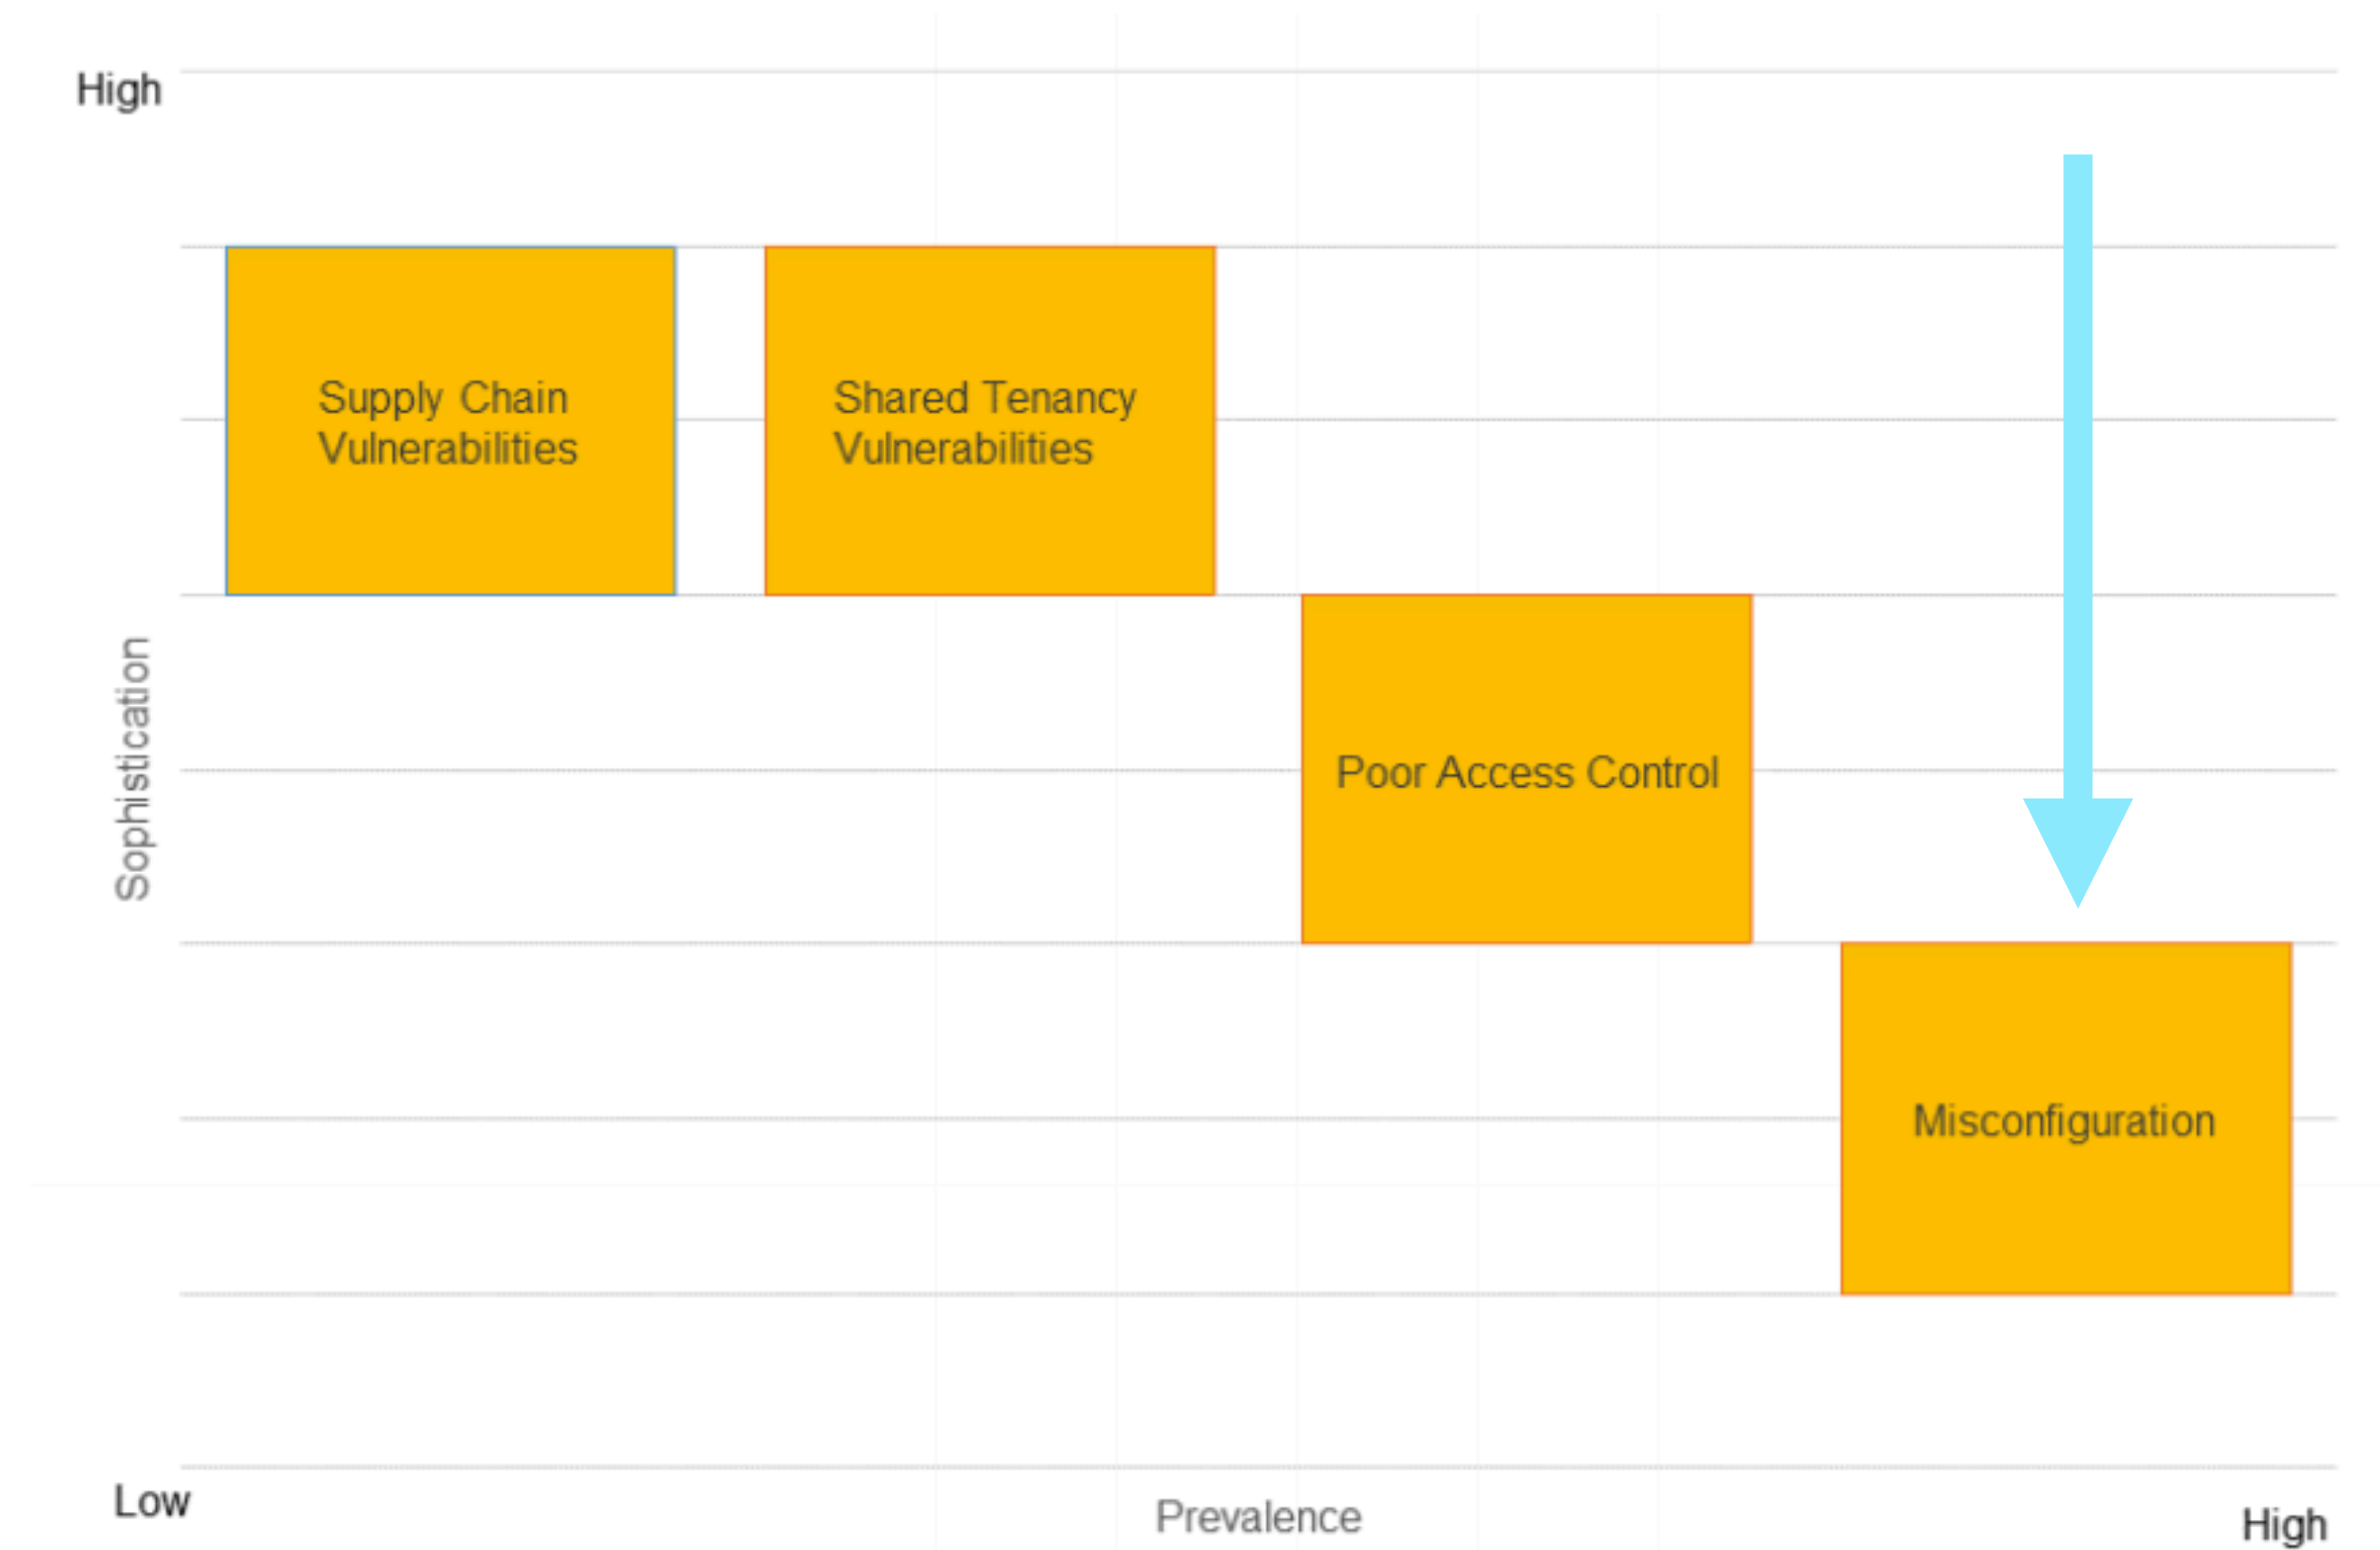 High
Supply Chain
Vulnerabilities
Shared Tenancy
Vulnerabilities
Sophistication
Poor Access Control
Misconfiguration
Low
Prevalence
High